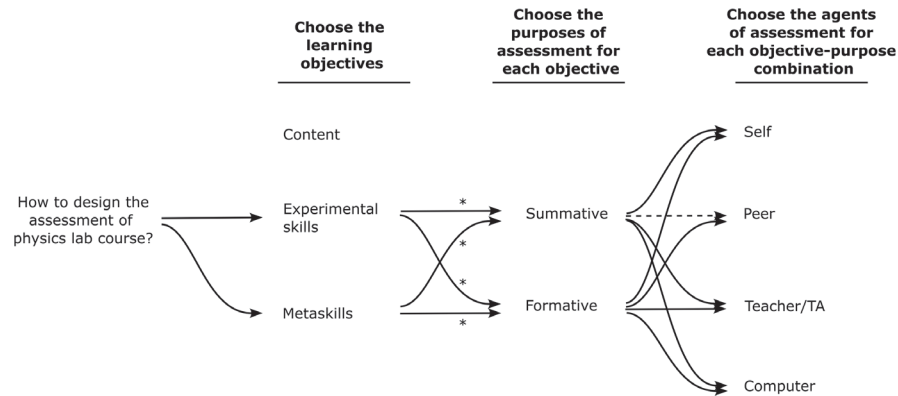 Choose the
learning
objectives
Choose the
purposes of
assessment for
each objective
Choose the agents
of assessment for
each objective-purpose
combination
Content
Self
How to design the
assessment of
physics lab course?
Experimental
skills
*
*
Summative
Peer
Metaskills
*
*
Formative
Teacher/TA
Computer